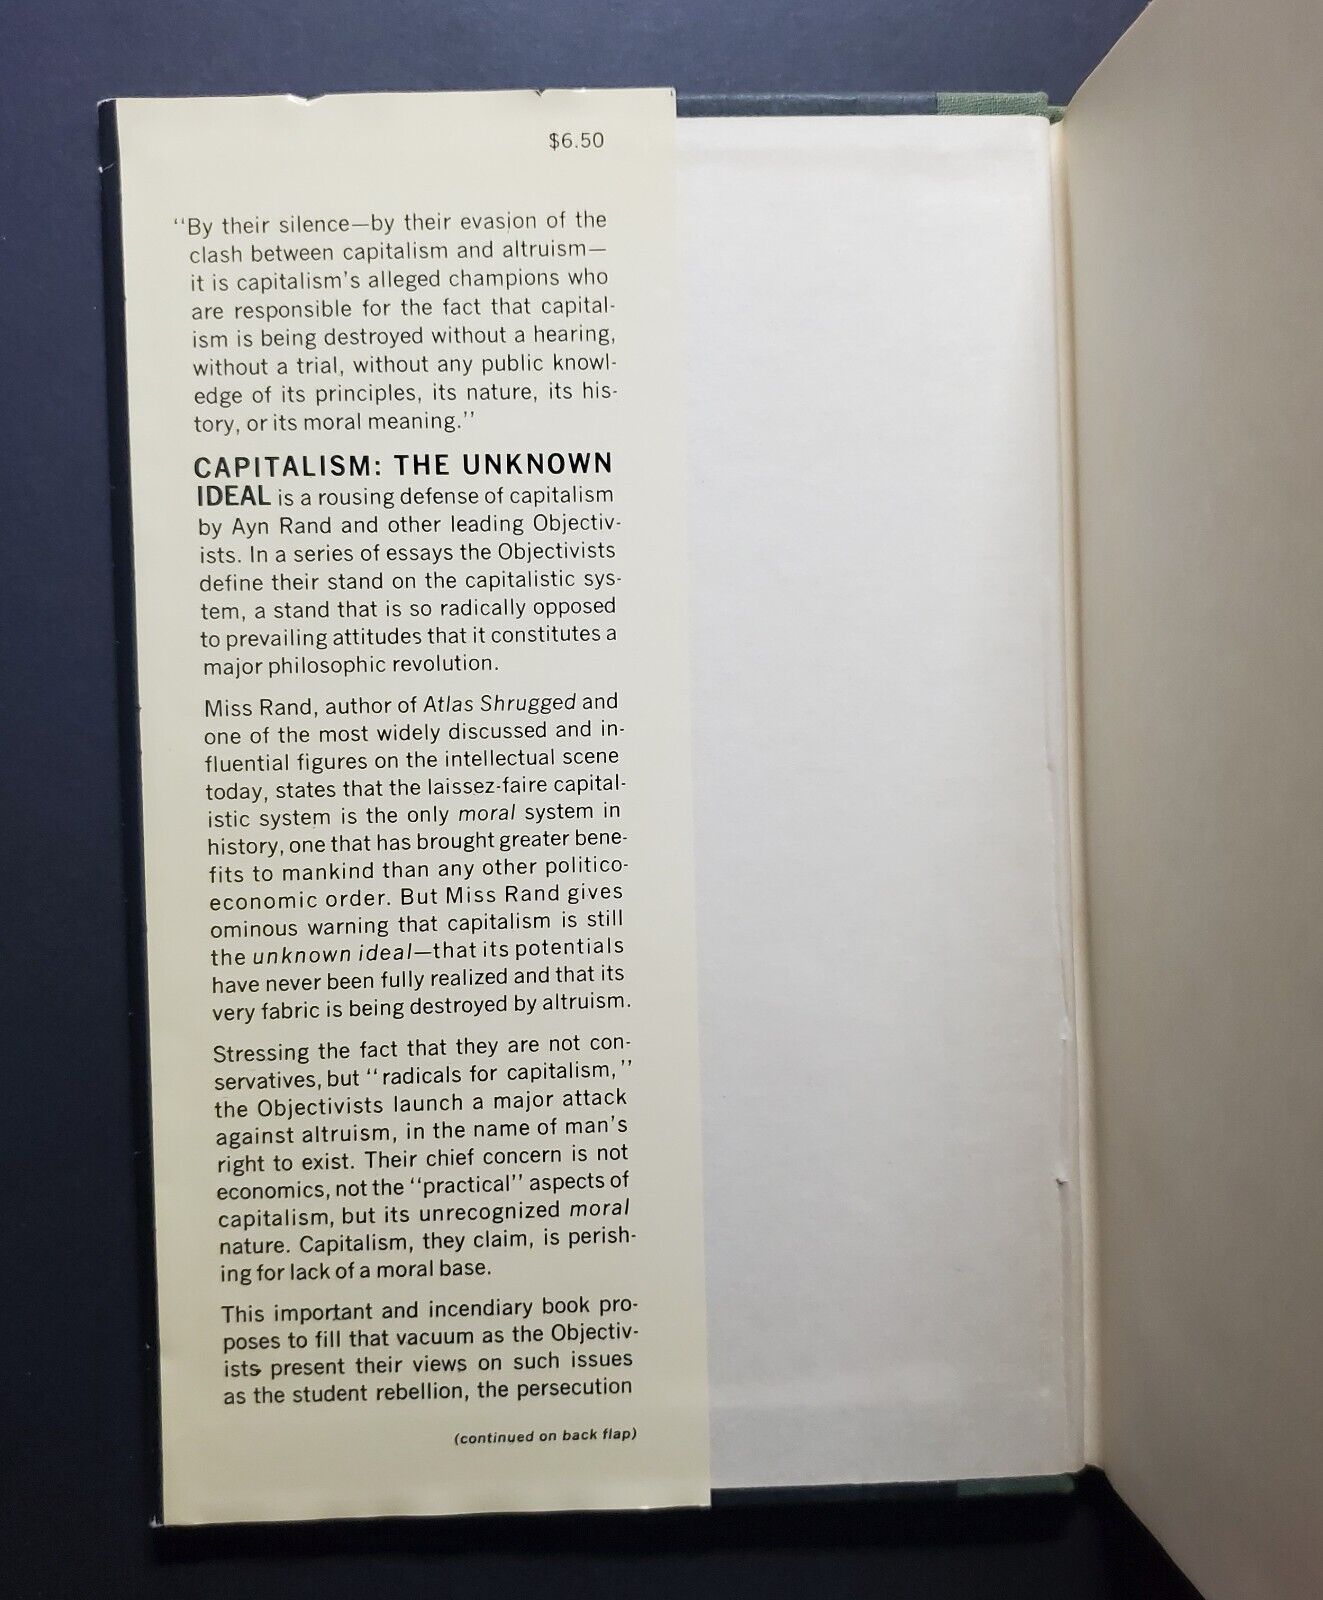 $6.50
"By their silence—by their evasion of the
clash between capitalism and altruism—
it is capitalism's alleged champions who
are responsible for the fact that capital-
ism is being destroyed without a hearing,
without a trial, without any public knowl-
edge of its principles, its nature, its his-
tory, or its moral meaning."
CAPITALISM: THE UNKNOWN
IDEAL is a rousing defense of capitalism
by Ayn Rand and other leading Objectiv-
ists. In a series of essays the Objectivists
define their stand on the capitalistic sys-
tem, a stand that is so radically opposed
to prevailing attitudes that it constitutes a
major philosophic revolution.
Miss Rand, author of Atlas Shrugged and
one of the most widely discussed and in-
fluential figures on the intellectual scene
today, states that the laissez-faire capital-
istic system is the only moral system in
history, one that has brought greater bene-
fits to mankind than any other politico-
economic order. But Miss Rand gives
ominous warning that capitalism is still
the unknown ideal—that its potentials
have never been fully realized and that its
very fabric is being destroyed by altruism.
Stressing the fact that they are not con-
servatives, but "radicals for capitalism,"
the Objectivists launch a major attack
against altruism, in the name of man's
right to exist. Their chief concern is not
economics, not the "practical" aspects of
capitalism, but its unrecognized moral
nature. Capitalism, they claim, is perish-
ing for lack of a moral base.
This important and incendiary book pro-
poses to fill that vacuum as the Objectiv-
ists present their views on such issues
as the student rebellion, the persecution
(continued on back flap)